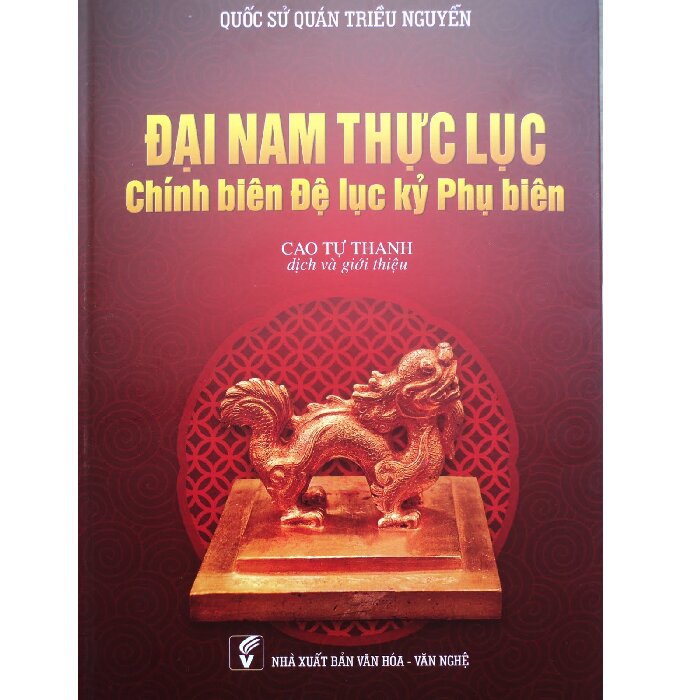 QUỐC SỬ QUÁN TRIỀU NGUYỄN
ĐẠI NAM THỰC LỤC
Chính biên Đệ lục kỷ Phụ biên
CAO TỰ THANH
dịch và giới thiệu
NHÀ XUẤT BẢN VĂN HÓA - VĂN NGHỆ